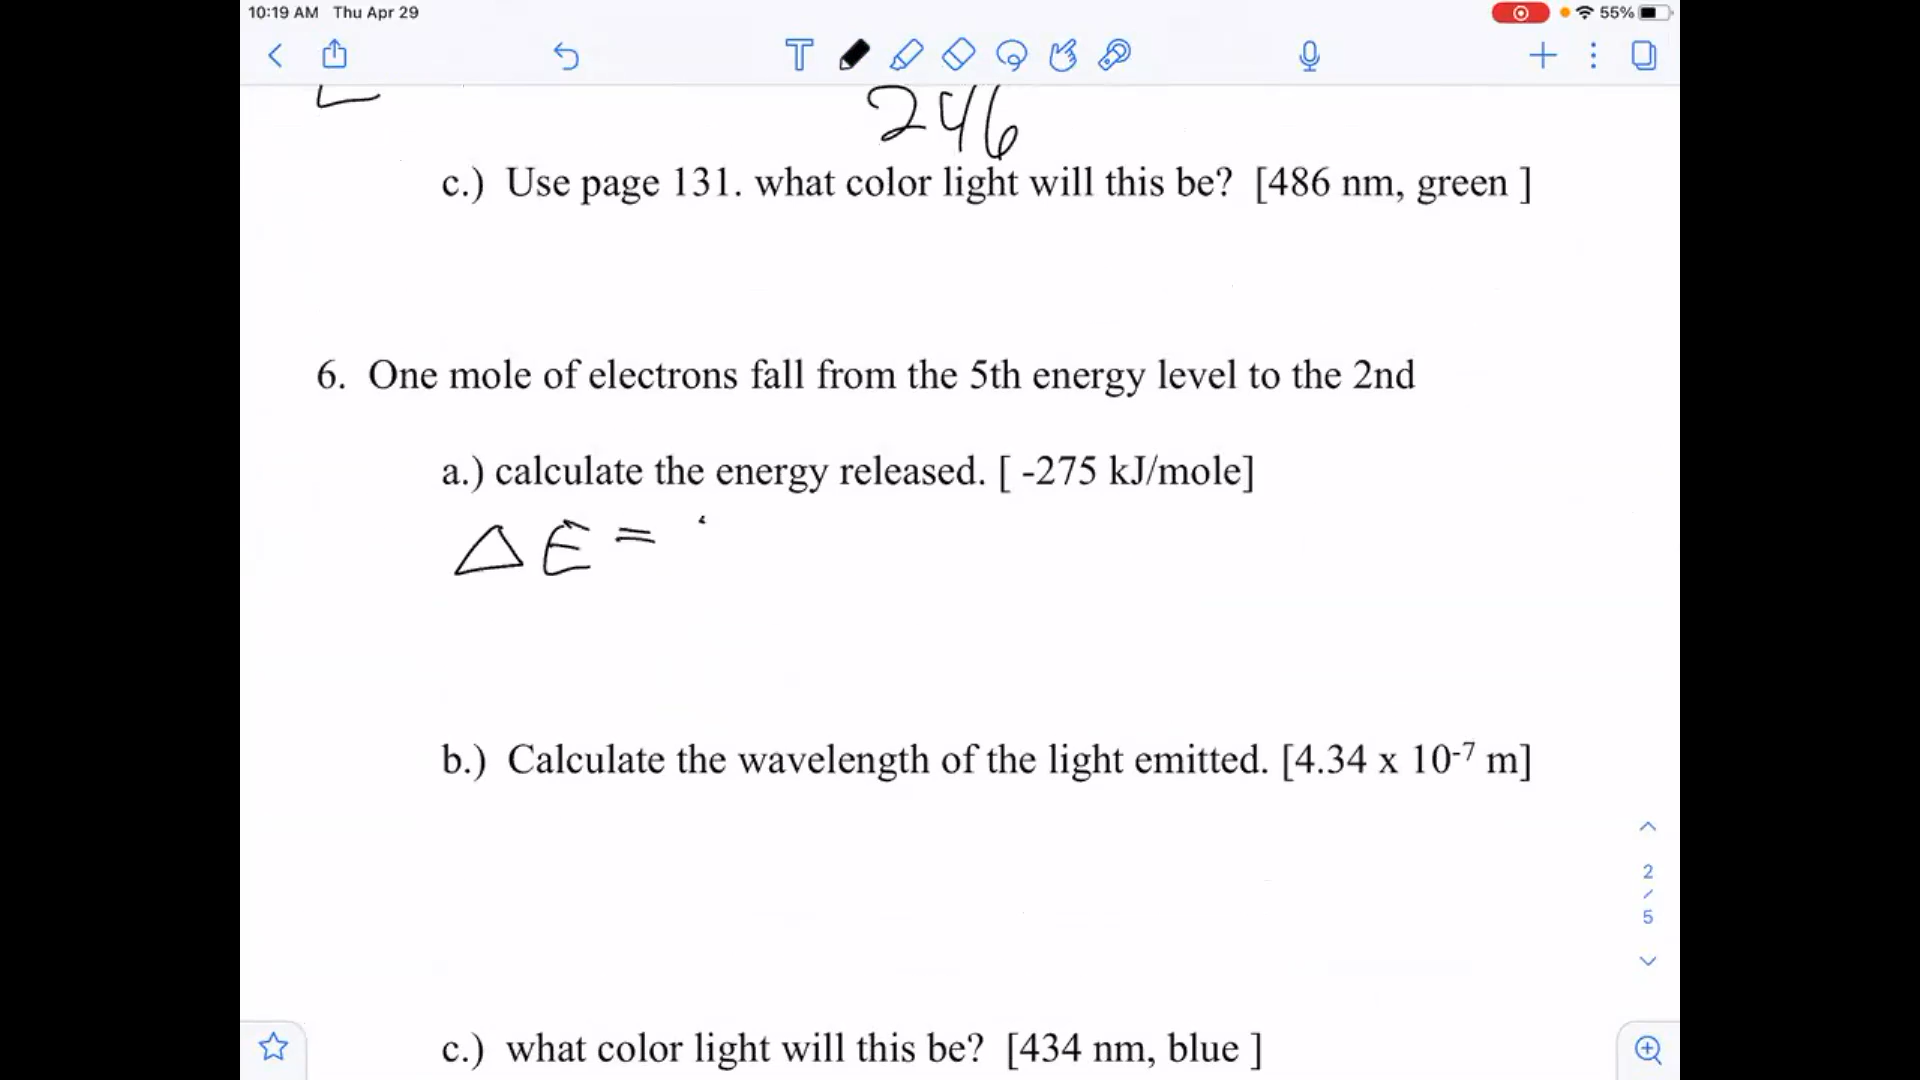 10:19 AM Thu Apr 29
55%
T
246
c.) Use page 131. what color light will this be? [486 nm, green ]
6. One mole of electrons fall from the 5th energy level to the 2nd
a.) calculate the energy released. [ -275 kJ/mole]
Δ E =
b.) Calculate the wavelength of the light emitted. [4.34 x 10⁻⁷ m]
2
/
5
c.) what color light will this be? [434 nm, blue ]